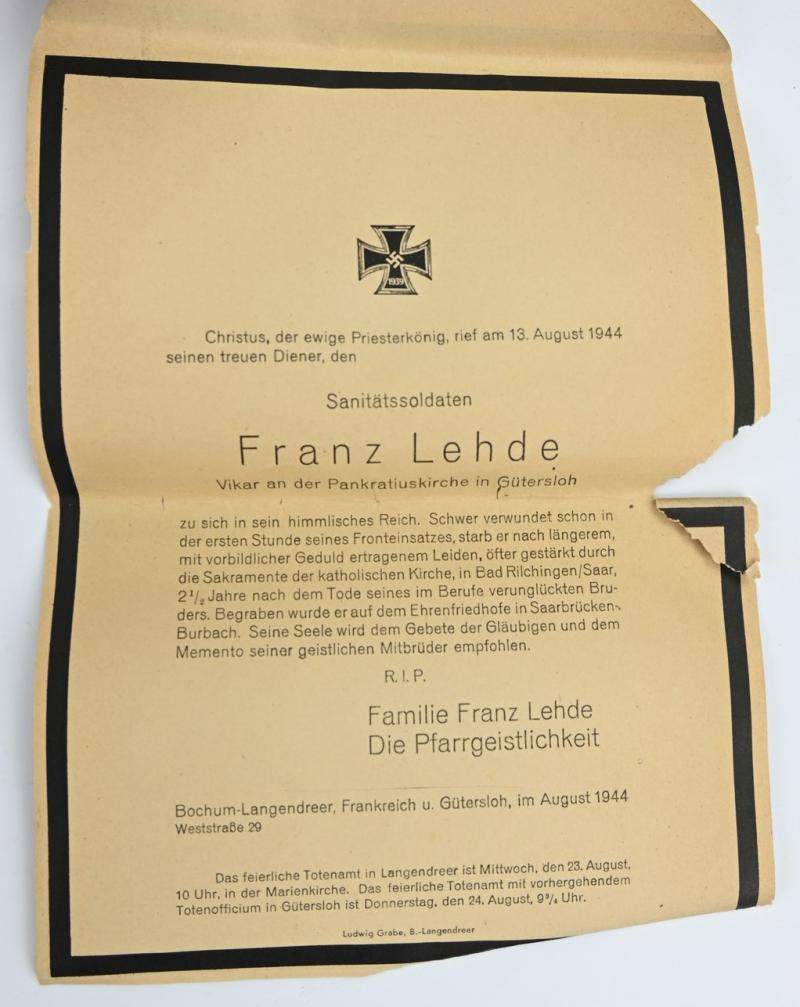 1939
Christus, der ewige Priesterkönig, rief am 13. August 1944
seinen treuen Diener, den
Sanitätssoldaten
Franz Lehde
Vikar an der Pankratiuskirche in Gütersloh
zu sich in sein himmlisches Reich. Schwer verwundet schon in
der ersten Stunde seines Fronteinsatzes, starb er nach längerem,
mit vorbildlicher Geduld ertragenem Leiden, öfter gestärkt durch
die Sakramente der katholischen Kirche, in Bad Rilchingen/Saar,
2½ Jahre nach dem Tode seines im Berufe verunglückten Bru-
ders. Begraben wurde er auf dem Ehrenfriedhofe in Saarbrücken-
Burbach. Seine Seele wird dem Gebete der Gläubigen und dem
Memento seiner geistlichen Mitbrüder empfohlen.
R. I. P.
Familie Franz Lehde
Die Pfarrgeistlichkeit
Bochum-Langendreer, Frankreich u. Gütersloh, im August 1944
Weststraße 29
Das feierliche Totenamt in Langendreer ist Mittwoch, den 23. August,
10 Uhr, in der Marienkirche. Das feierliche Totenamt mit vorhergehendem
Totenofficium in Gütersloh ist Donnerstag, den 24. August, 9¾ Uhr.
Ludwig Grabe, B.-Langendreer